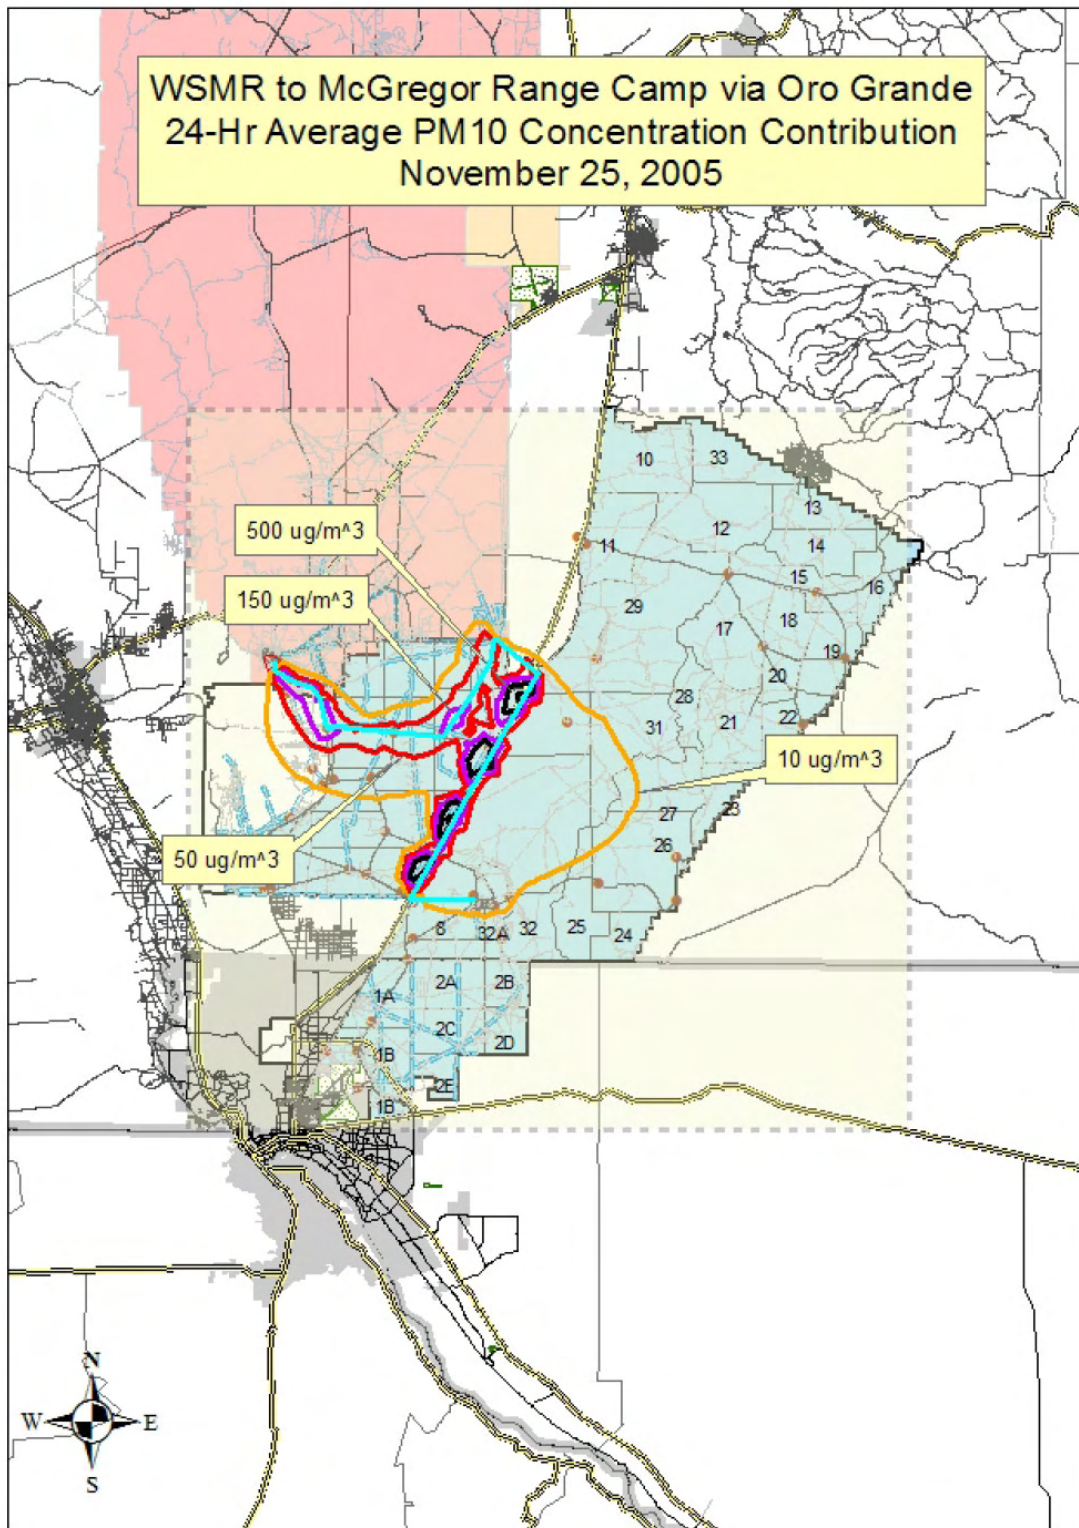 WSMR to McGregor Range Camp via Oro Grande
24-Hr Average PM10 Concentration Contribution
November 25, 2005
10
33
13
500 ug/m^3
12
11
14
15
16
150 ug/m^3
29
18
17
19
20
28
22
31
21
10 ug/m^3
27
23
50 ug/m^3
26
8
32A
32
25
24
2A
2B
1A
2C
2D
1B
2E
1B
N
W
E
S